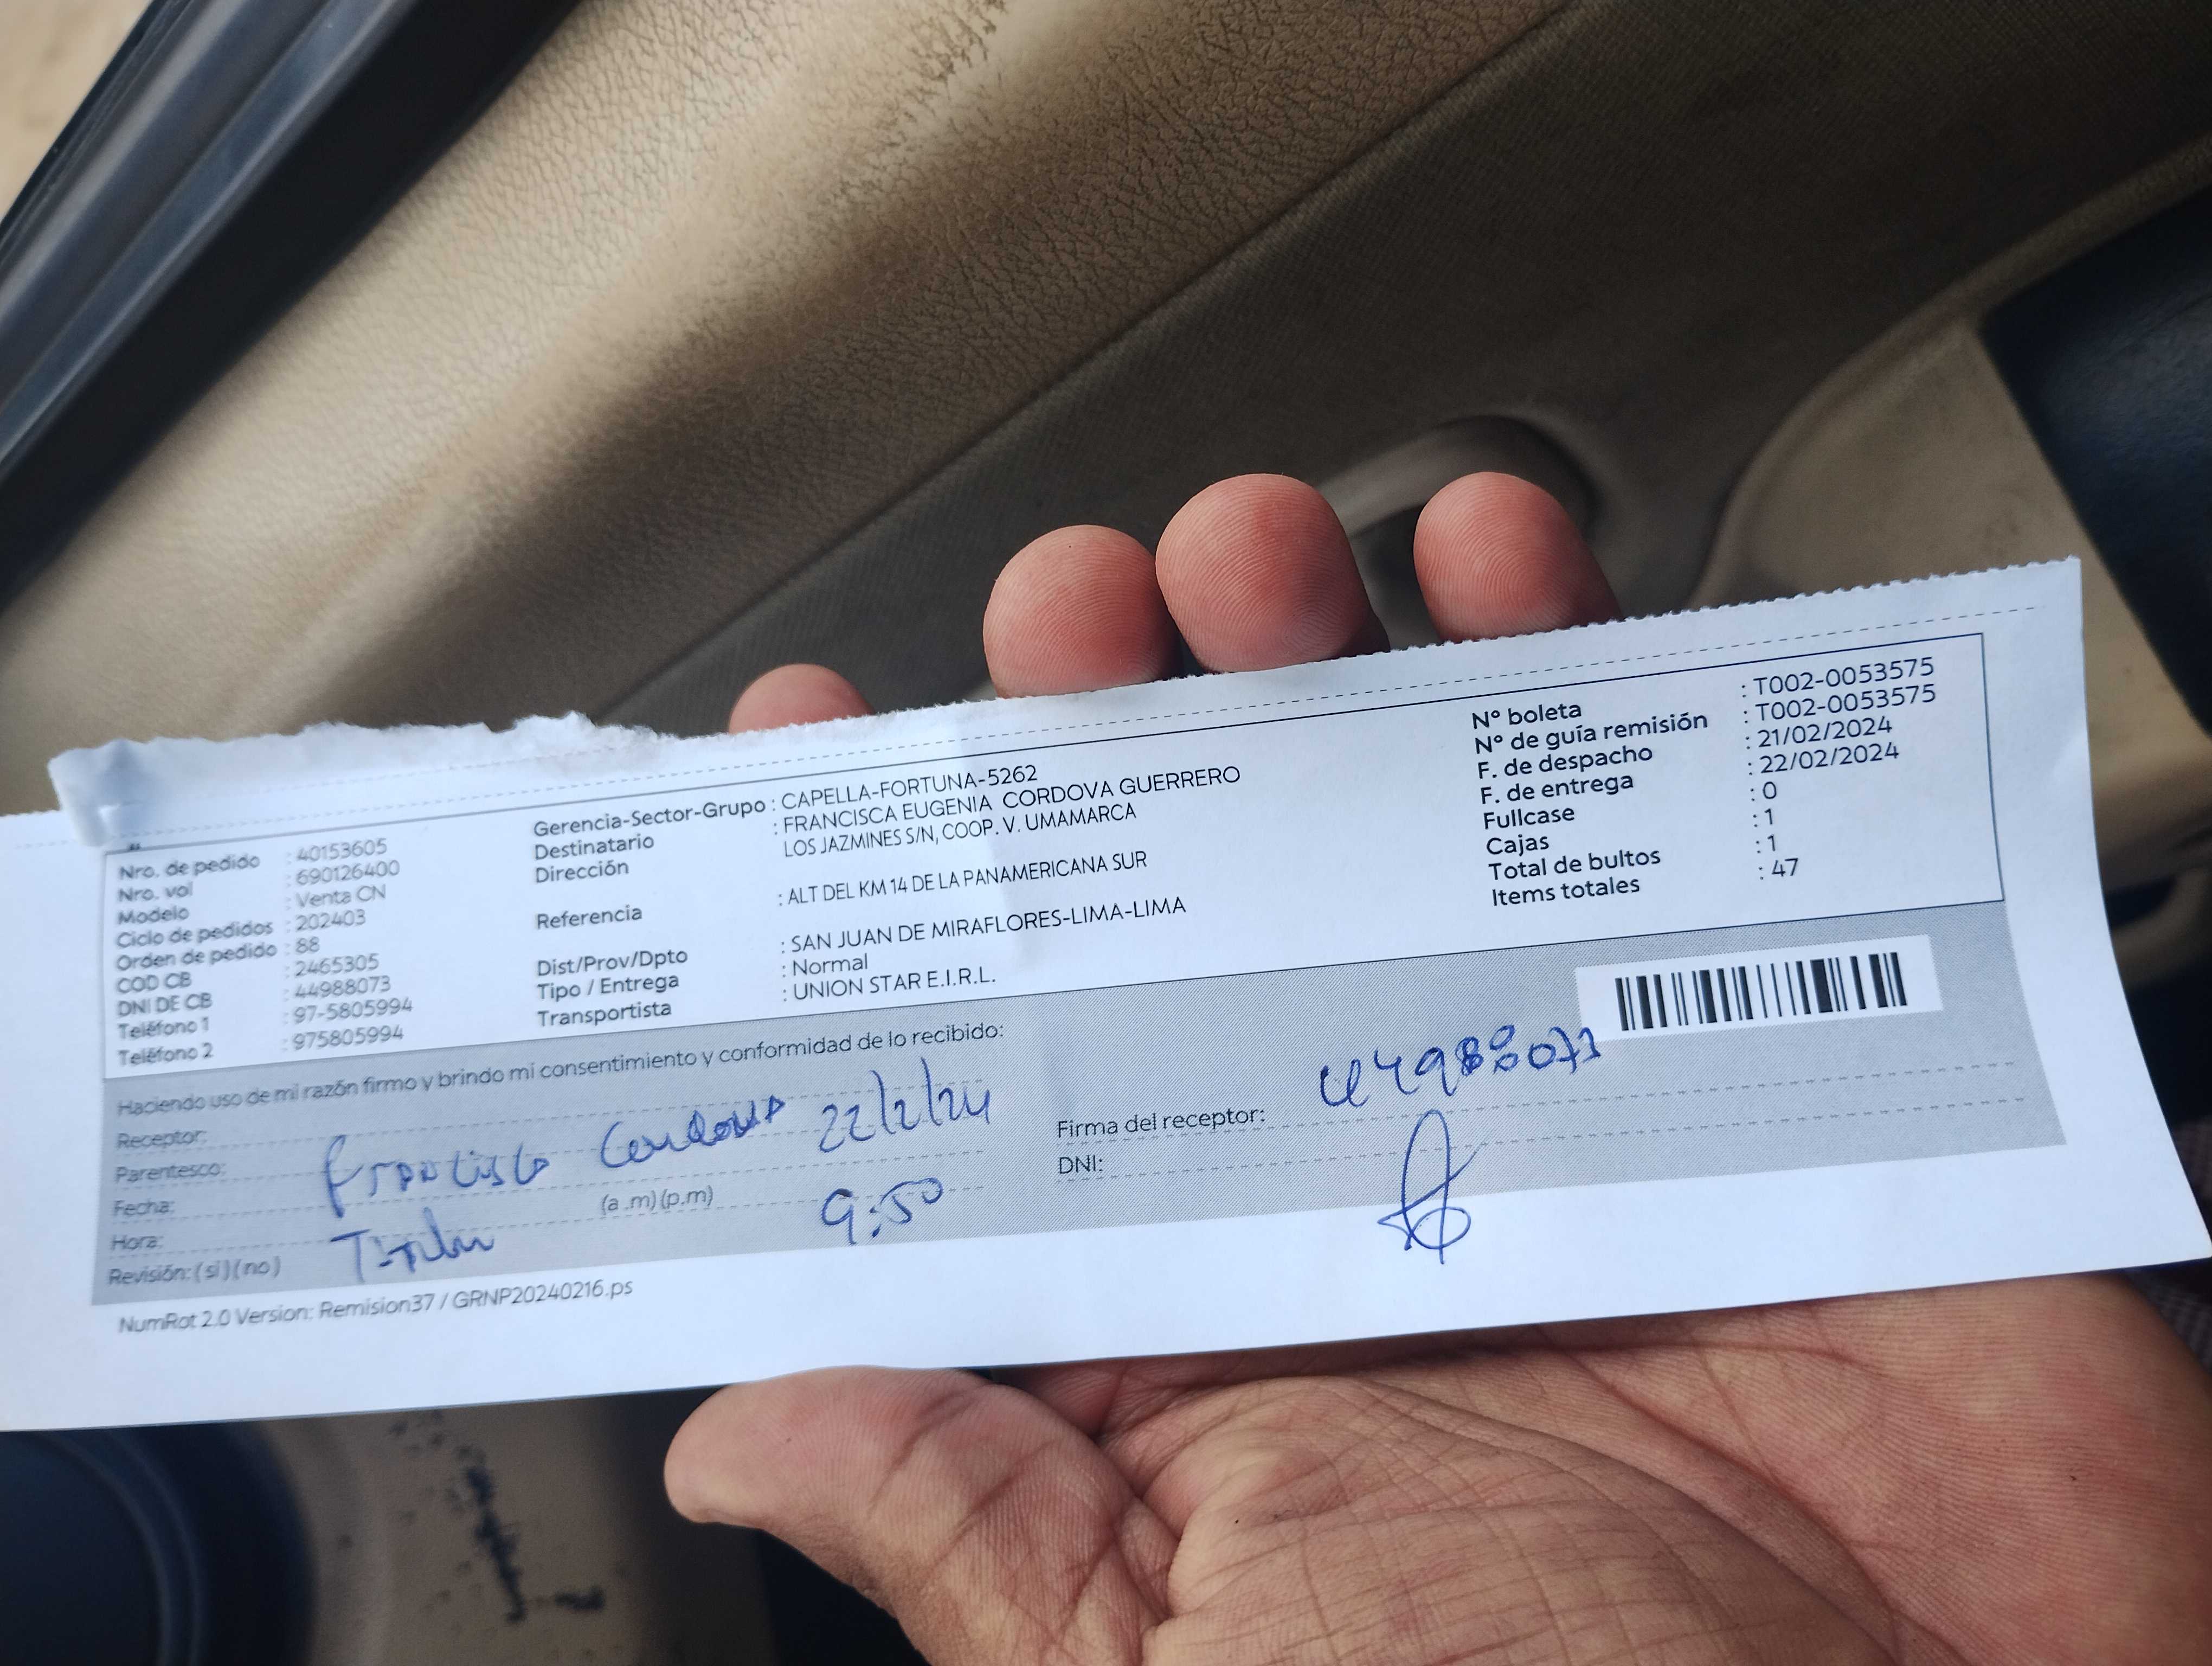 Nro. de pedido : 40153605
Nro. vol : 690126400
Modelo : Venta CN
Ciclo de pedidos : 202403
Orden de pedido : 88
COD CB : 2465305
DNI DE CB : 44988073
Teléfono 1 : 97-5805994
Teléfono 2 : 975805994
Gerencia-Sector-Grupo : CAPELLA-FORTUNA-5262
Destinatario : FRANCISCA EUGENIA CORDOVA GUERRERO
Dirección LOS JAZMINES S/N, COOP. V. UMAMARCA
Referencia : ALT DEL KM 14 DE LA PANAMERICANA SUR
Dist/Prov/Dpto : SAN JUAN DE MIRAFLORES-LIMA-LIMA
Tipo / Entrega : Normal
Transportista : UNION STAR E.I.R.L.
N° boleta : T002-0053575
N° de guía remisión : T002-0053575
F. de despacho : 21/02/2024
F. de entrega : 22/02/2024
Fullcase : 0
Cajas : 1
Total de bultos : 1
Items totales : 47
Haciendo uso de mi razón firmo y brindo mi consentimiento y conformidad de lo recibido:
Receptor:
Parentesco: Cordova 22/2/24
Fecha: (a .m) (p.m)
Hora: 9:50
Revisión: (si) (no)
Firma del receptor: 44988073
DNI:
NumRot 2.0 Version: Remision37 / GRNP20240216.ps